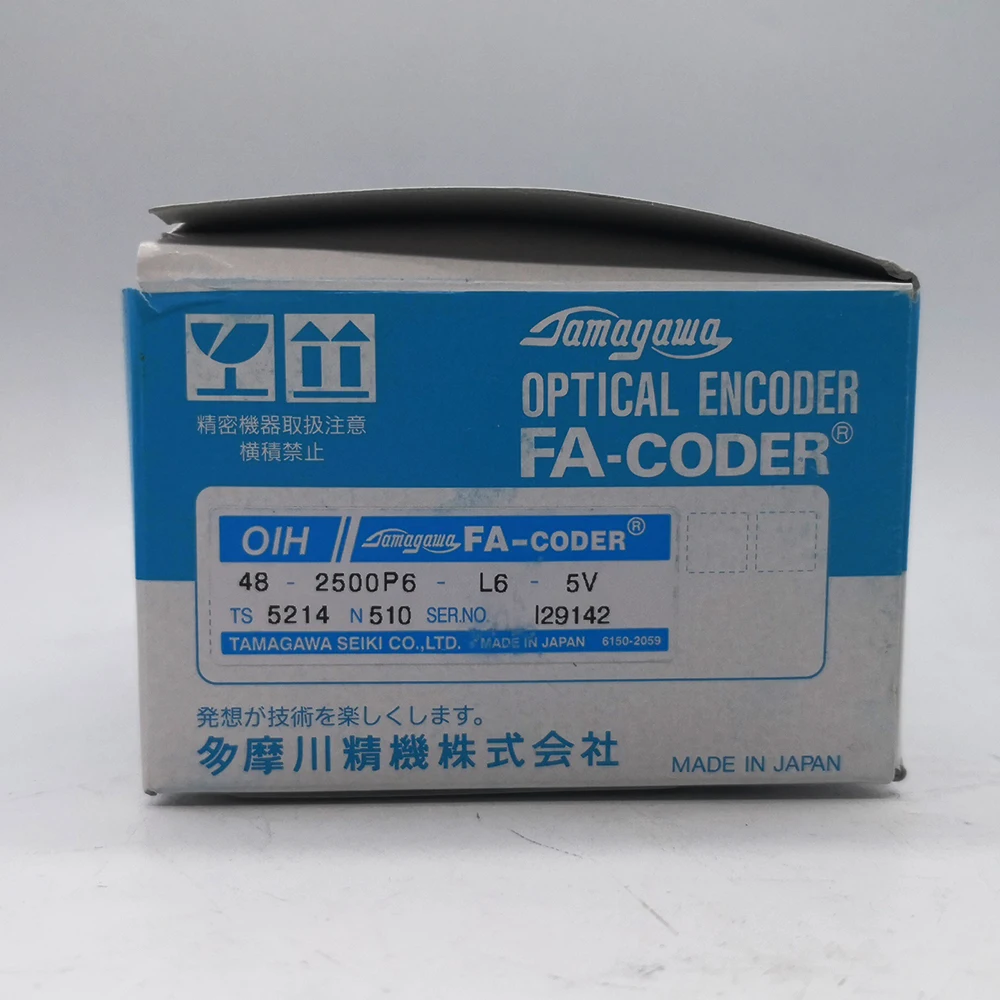 精密機器取扱注意
横積禁止
Tamagawa
OPTICAL ENCODER
FA-CODER®
OIH // Tamagawa FA-CODER®
48 - 2500P6 - L6 - 5V
TS 5214 N 510 SER.NO. I29142
TAMAGAWA SEIKI CO.,LTD. MADE IN JAPAN 6150-2059
発想が技術を楽しくします。
多摩川精機株式会社
MADE IN JAPAN